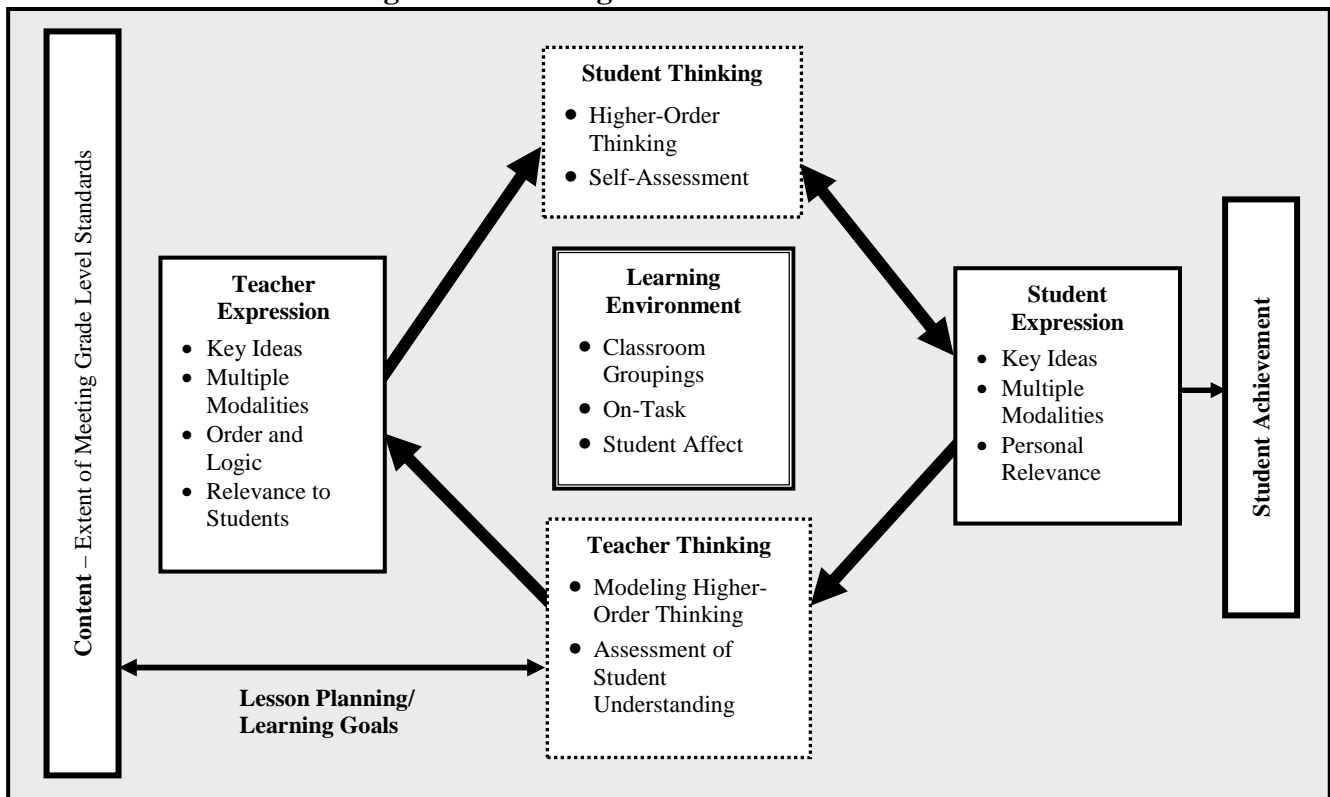 Content – Extent of Meeting Grade Level Standards
Student Thinking
• Higher-Order
Thinking
• Self-Assessment
Teacher
Expression
• Key Ideas
• Multiple
Modalities
• Order and
Logic
• Relevance to
Students
Learning
Environment
• Classroom
Groupings
• On-Task
• Student Affect
Student
Expression
• Key Ideas
• Multiple
Modalities
• Personal
Relevance
Student Achievement
Teacher Thinking
• Modeling Higher-
Order Thinking
• Assessment of
Student
Understanding
Lesson Planning/
Learning Goals